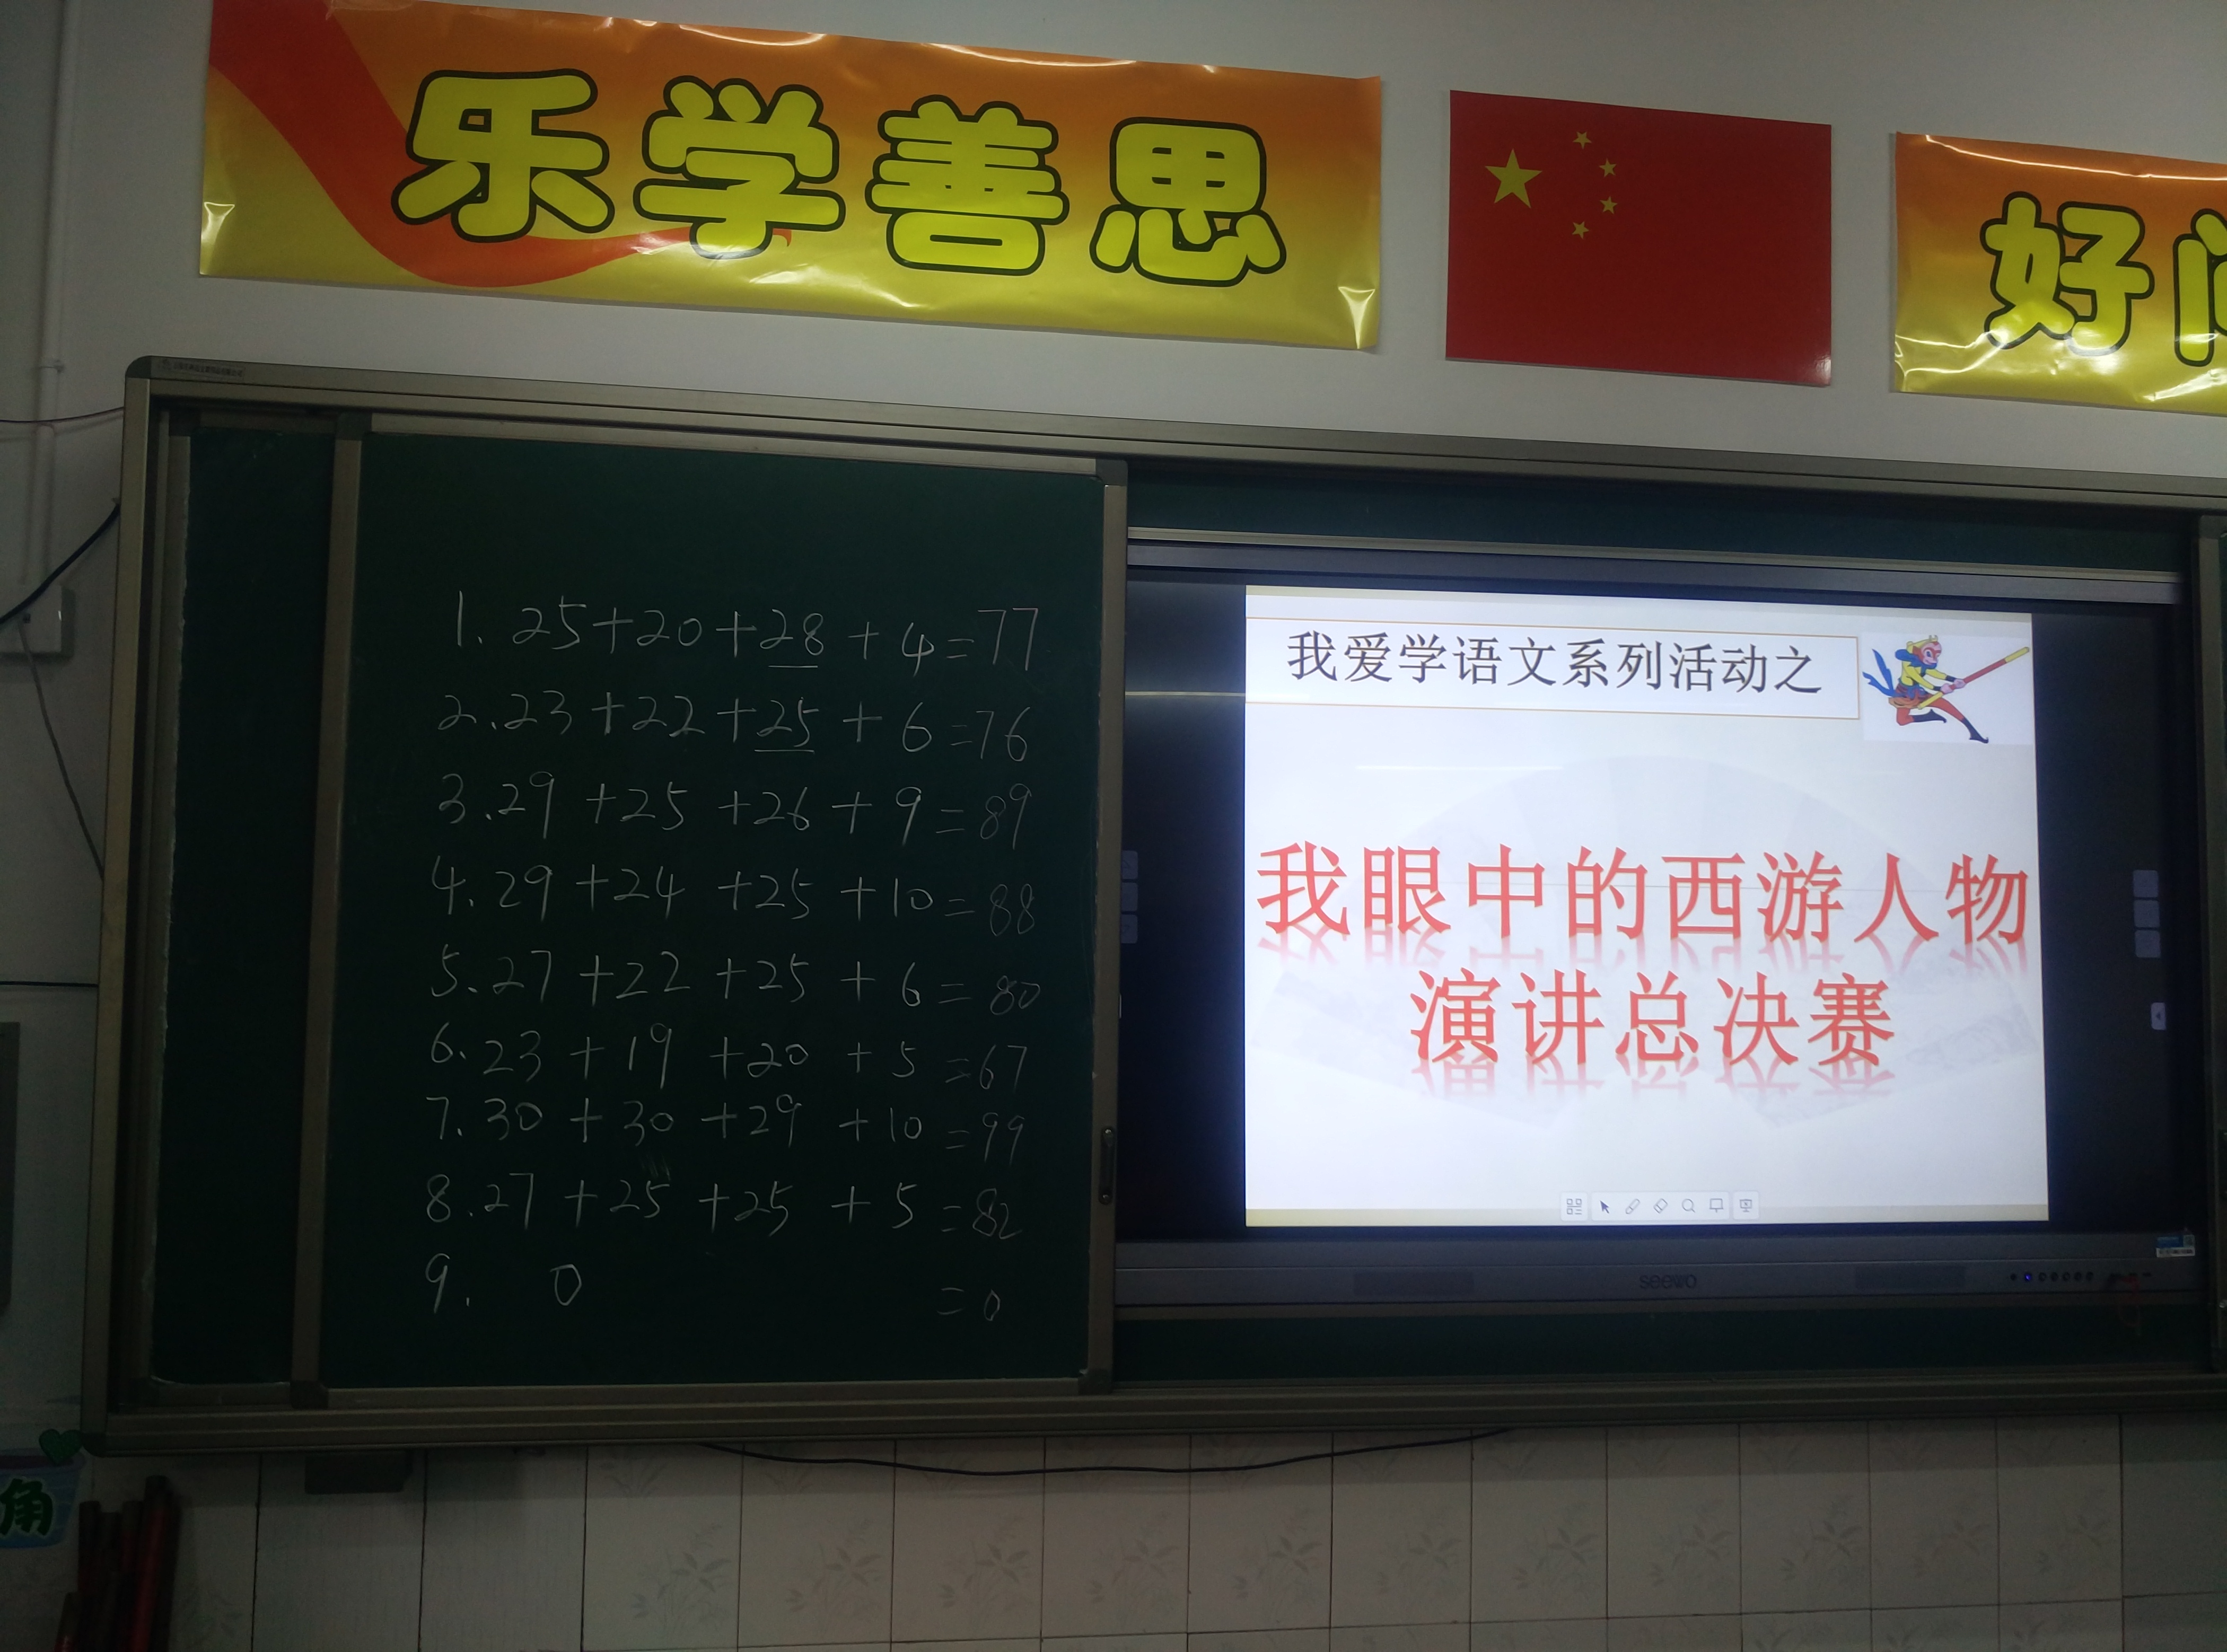 乐学善思
好
1. 25+20+28+4=77
2. 23+22+25+6=76
3. 29+25+26+9=89
4. 29+24+25+10=88
5. 27+22+25+6=80
6. 23+19+20+5=67
7. 30+30+29+10=99
8. 27+25+25+5=82
9. 0 =0
我爱学语文系列活动之
我眼中的西游人物
演讲总决赛
seewo
角